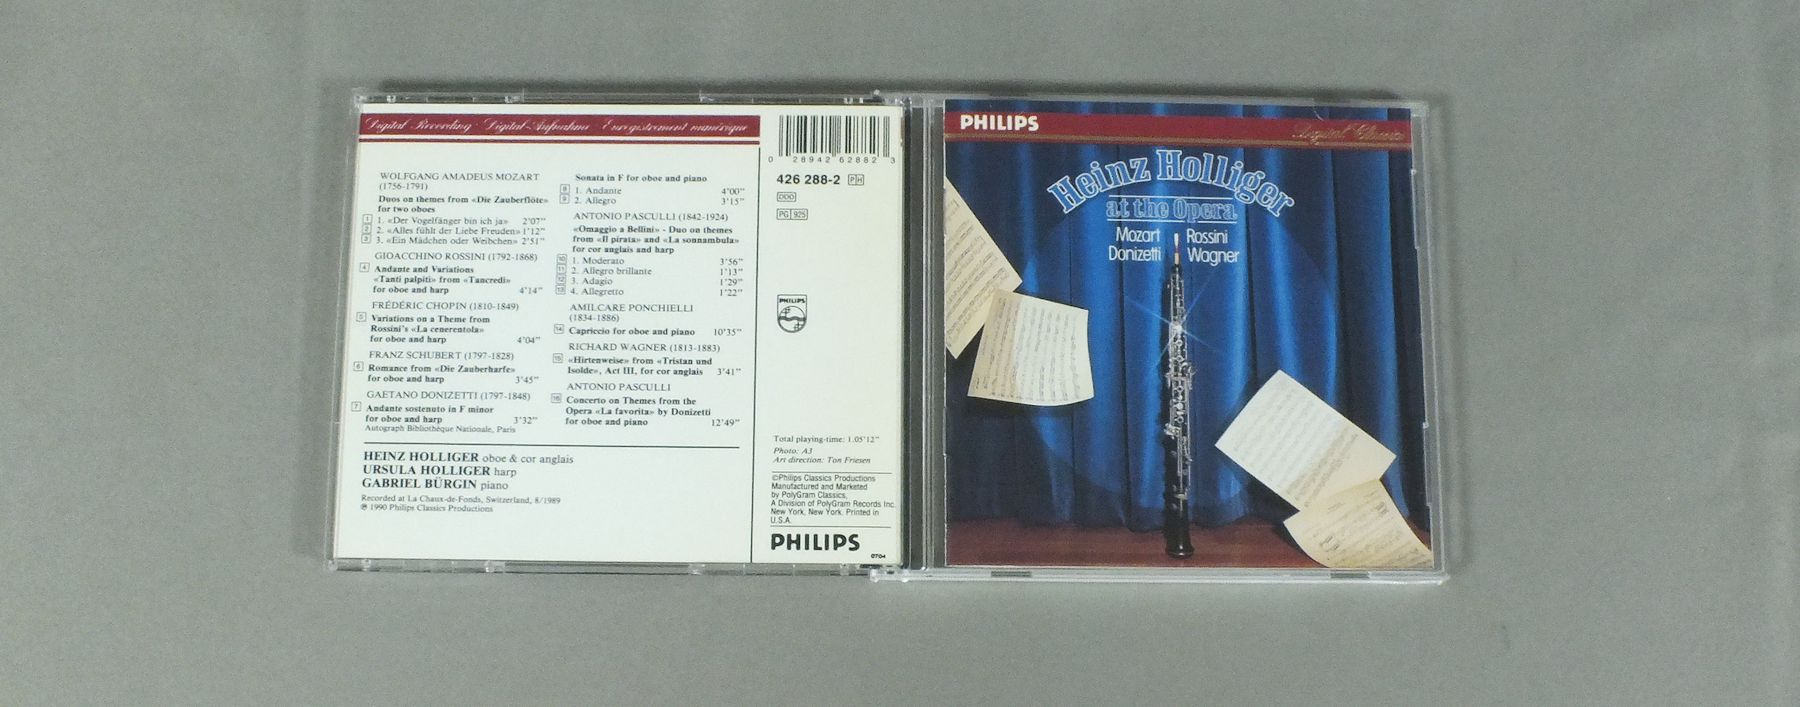 Digital Recording · Digital-Aufnahme · Enregistrement numérique
WOLFGANG AMADEUS MOZART
(1756-1791)
Duos on themes from «Die Zauberflöte»
for two oboes
1 1. «Der Vogelfänger bin ich ja» 2'07"
2 2. «Alles fühlt der Liebe Freuden» 1'12"
3 3. «Ein Mädchen oder Weibchen» 2'51"
GIOACCHINO ROSSINI (1792-1868)
4 Andante and Variations
«Tanti palpiti» from «Tancredi»
for oboe and harp 4'14"
FRÉDÉRIC CHOPIN (1810-1849)
5 Variations on a Theme from
Rossini's «La cenerentola»
for oboe and harp 4'04"
FRANZ SCHUBERT (1797-1828)
6 Romance from «Die Zauberharfe»
for oboe and harp 3'45"
GAETANO DONIZETTI (1797-1848)
7 Andante sostenuto in F minor
for oboe and harp 3'32"
Autograph Bibliothèque Nationale, Paris
Sonata in F for oboe and piano
8 1. Andante 4'00"
9 2. Allegro 3'15"
ANTONIO PASCULLI (1842-1924)
«Omaggio a Bellini» - Duo on themes
from «Il pirata» and «La sonnambula»
for cor anglais and harp
10 1. Moderato 3'56"
11 2. Allegro brillante 1'13"
12 3. Adagio 1'29"
13 4. Allegretto 1'22"
AMILCARE PONCHIELLI
(1834-1886)
14 Capriccio for oboe and piano 10'35"
RICHARD WAGNER (1813-1883)
15 «Hirtenweise» from «Tristan und
Isolde», Act III, for cor anglais 3'41"
ANTONIO PASCULLI
16 Concerto on Themes from the
Opera «La favorita» by Donizetti
for oboe and piano 12'49"
HEINZ HOLLIGER oboe & cor anglais
URSULA HOLLIGER harp
GABRIEL BÜRGIN piano
Recorded at La Chaux-de-Fonds, Switzerland, 8/1989
℗ 1990 Philips Classics Productions
0 28942 62882 3
426 288-2 PH
DDD
PG 925
PHILIPS
Total playing-time: 1.05'12"
Photo: A3
Art direction: Ton Friesen
©Philips Classics Productions
Manufactured and Marketed
by PolyGram Classics,
A Division of PolyGram Records Inc.
New York, New York. Printed in
U.S.A.
PHILIPS
0704
PHILIPS
Digital Classics
Heinz Holliger
at the Opera
Mozart Rossini
Donizetti Wagner